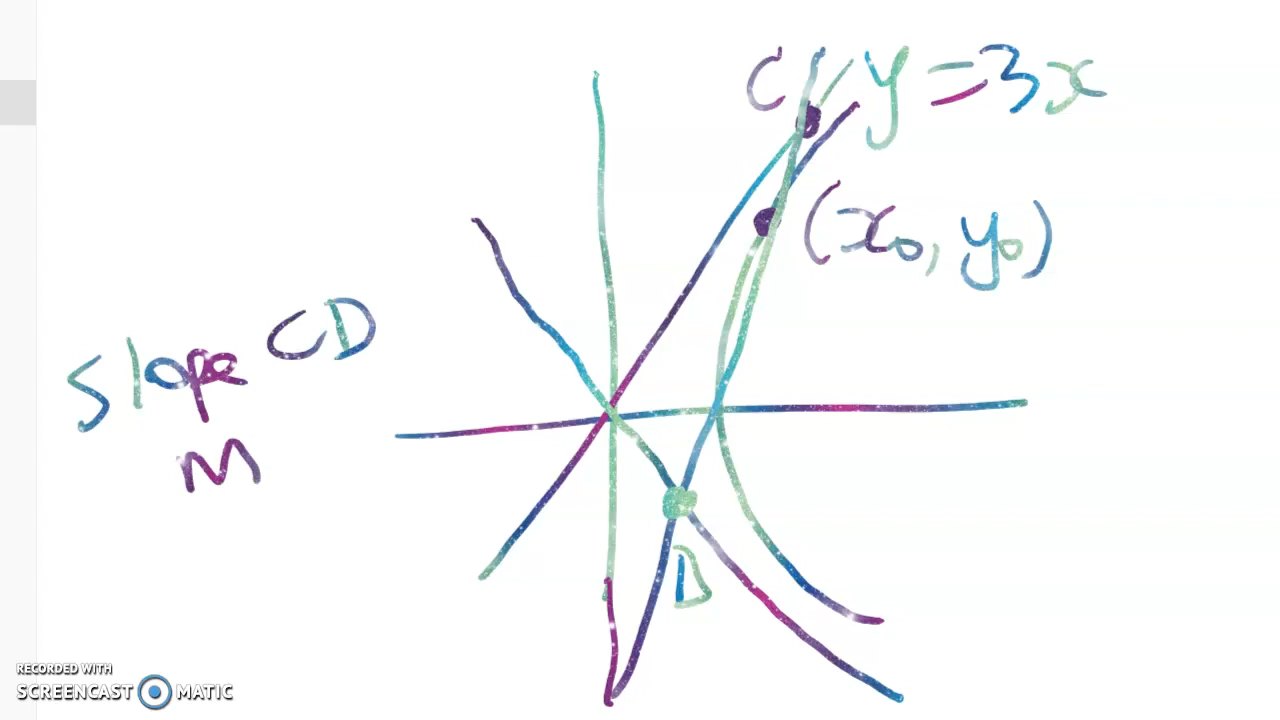 C y = 3x
(x₀, y₀)
Slope CD
M
D
RECORDED WITH
SCREENCAST MATIC